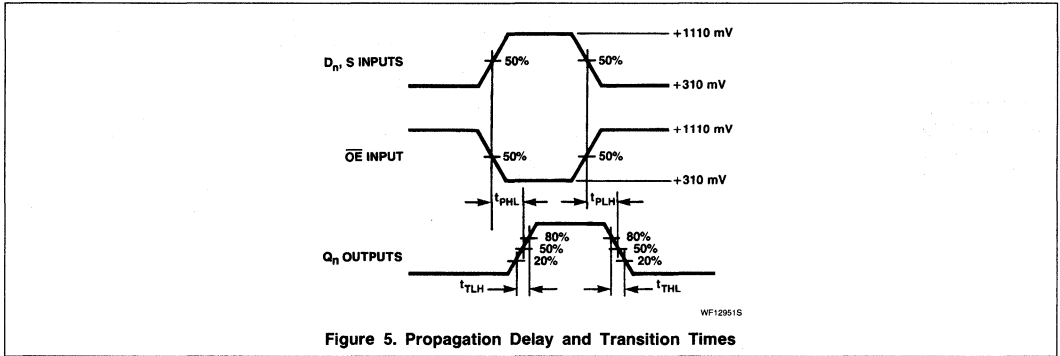 +1110 mV
Dn, S INPUTS
50%
50%
+310 mV
+1110 mV
OE INPUT
50%
50%
+310 mV
tPHL
tPLH
80%
80%
Qn OUTPUTS
50%
50%
20%
20%
tTLH
tTHL
WF12951S
Figure 5. Propagation Delay and Transition Times